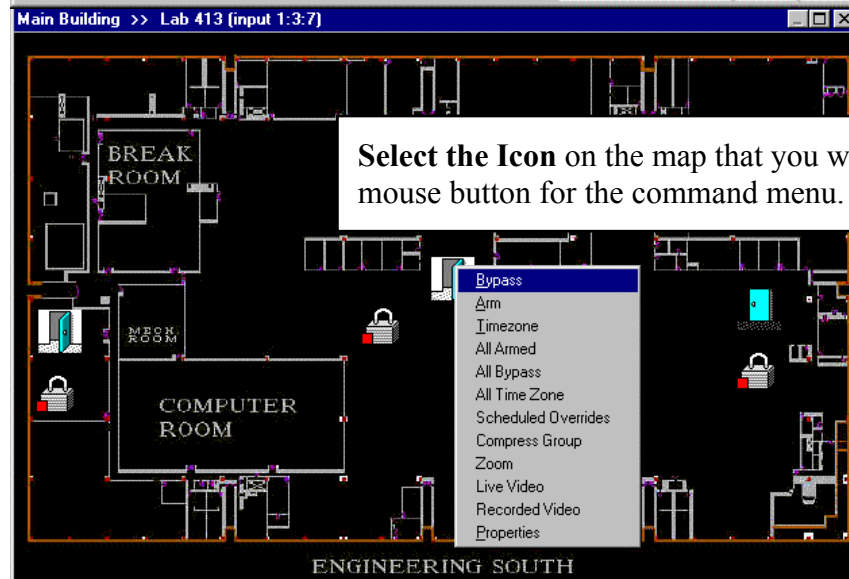 Main Building >> Lab 413 (input 1:3:7)
BREAK
ROOM
Select the Icon on the map that you w
mouse button for the command menu.
MECH
ROOM
COMPUTER
ROOM
Bypass
Arm
Timezone
All Armed
All Bypass
All Time Zone
Scheduled Overrides
Compress Group
Zoom
Live Video
Recorded Video
Properties
ENGINEERING SOUTH